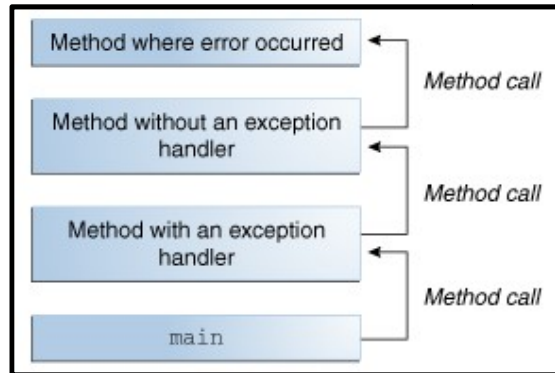 Method where error occurred
Method call
Method without an exception
handler
Method call
Method with an exception
handler
Method call
main